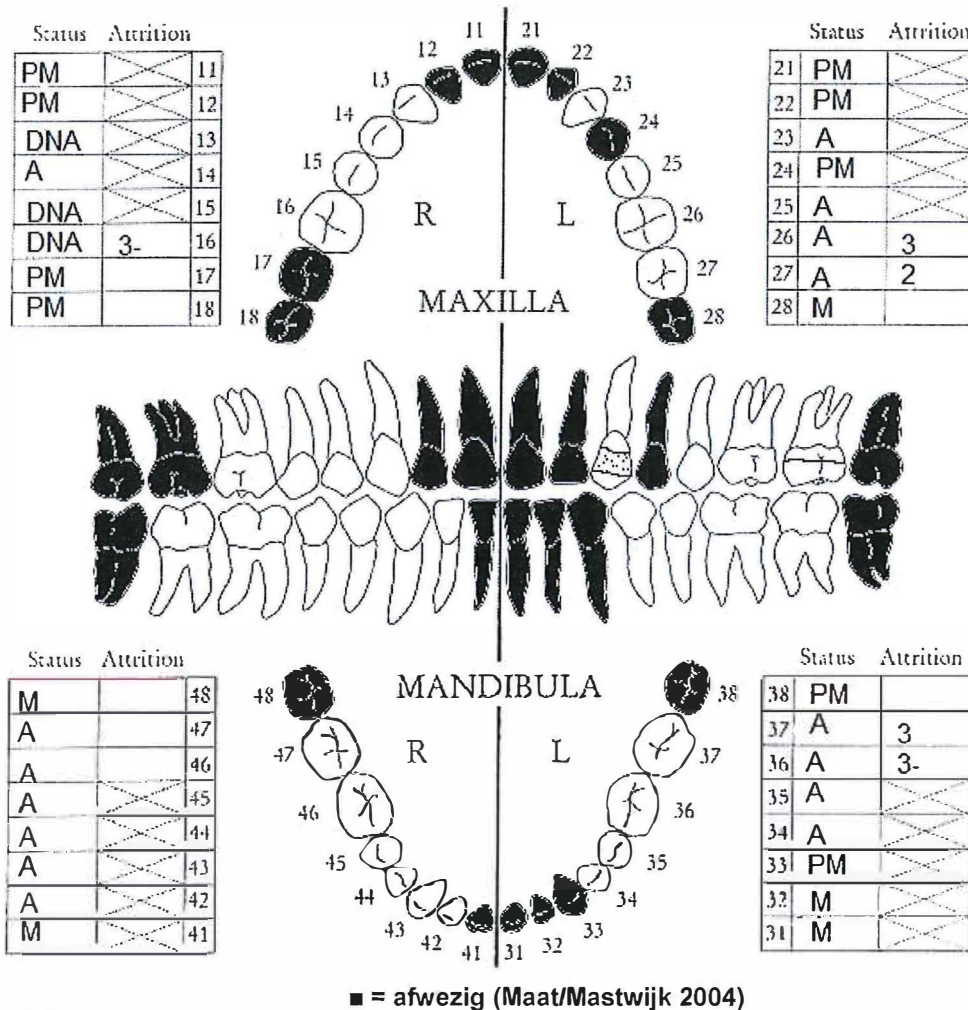 Status Attrition
PM 11
PM 12
DNA 13
A 14
DNA 15
DNA 3- 16
PM 17
PM 18
11 21
12 22
13 23
14 24
15 25
16 26
17 27
18 28
R L
MAXILLA
Status Attrition
21 PM
22 PM
23 A
24 PM
25 A
26 A 3
27 A 2
28 M
Status Attrition
M 48
A 47
A 46
A 45
A 44
A 43
A 42
M 41
MANDIBULA
R L
48 38
47 37
46 36
45 35
44 34
43 33
42 32
41 31
Status Attrition
38 PM
37 A 3
36 A 3-
35 A
34 A
33 PM
32 M
31 M
■ = afwezig (Maat/Mastwijk 2004)